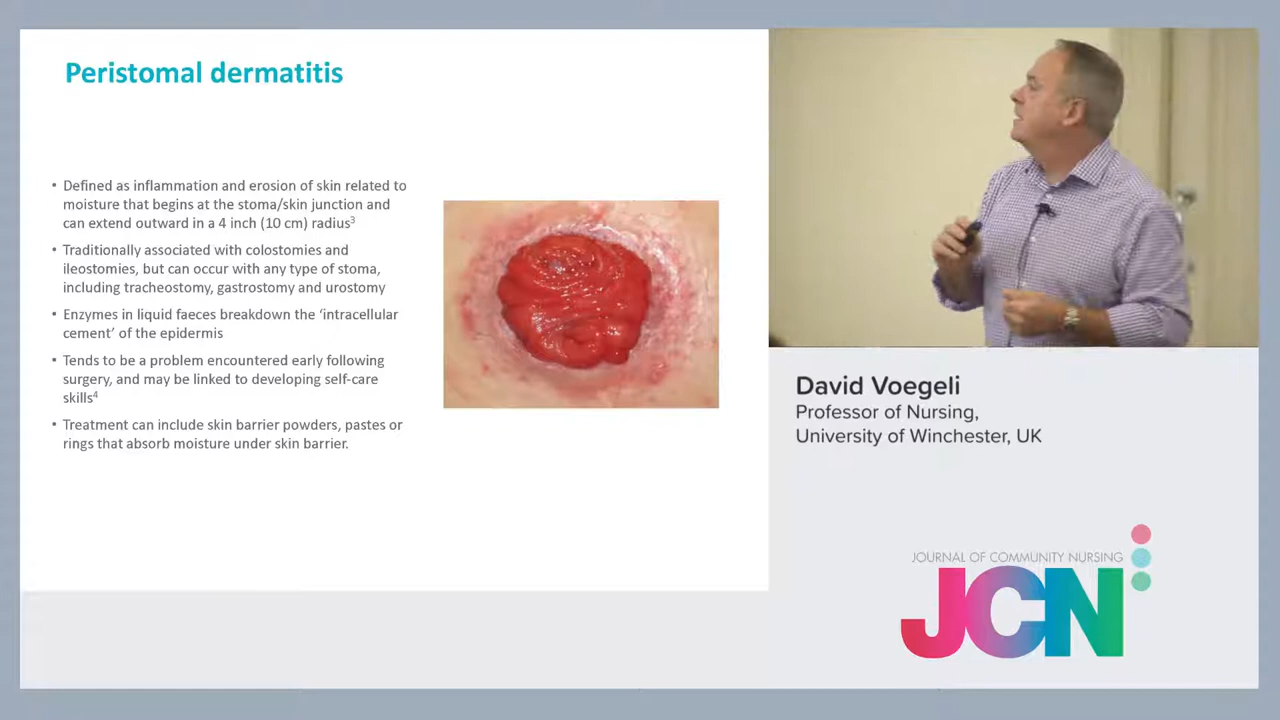 Peristomal dermatitis
• Defined as inflammation and erosion of skin related to
moisture that begins at the stoma/skin junction and
can extend outward in a 4 inch (10 cm) radius³
• Traditionally associated with colostomies and
ileostomies, but can occur with any type of stoma,
including tracheostomy, gastrostomy and urostomy
• Enzymes in liquid faeces breakdown the ‘intracellular
cement’ of the epidermis
• Tends to be a problem encountered early following
surgery, and may be linked to developing self-care
skills⁴
• Treatment can include skin barrier powders, pastes or
rings that absorb moisture under skin barrier.
David Voegeli
Professor of Nursing,
University of Winchester, UK
JOURNAL OF COMMUNITY NURSING
JCN